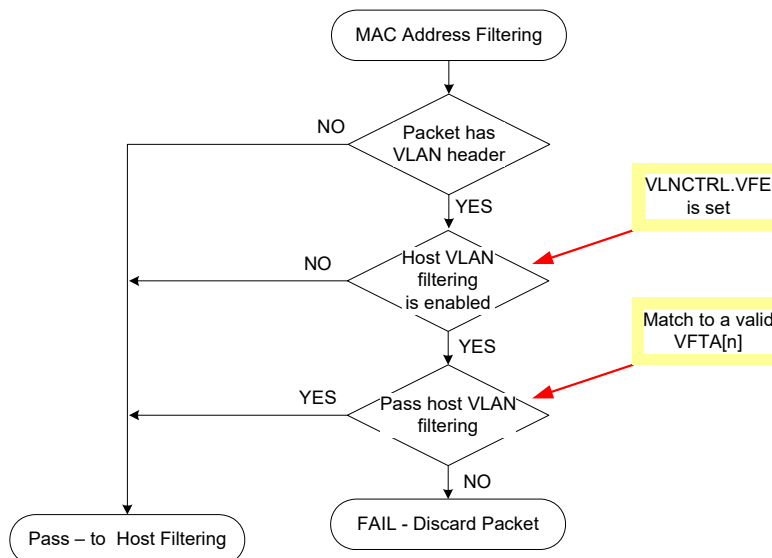 MAC Address Filtering
NO
Packet has
VLAN header
YES
VLNCTRL.VFE
is set
NO
Host VLAN
filtering
is enabled
YES
Match to a valid
VFTA[n]
YES
Pass host VLAN
filtering
NO
Pass – to Host Filtering
FAIL - Discard Packet